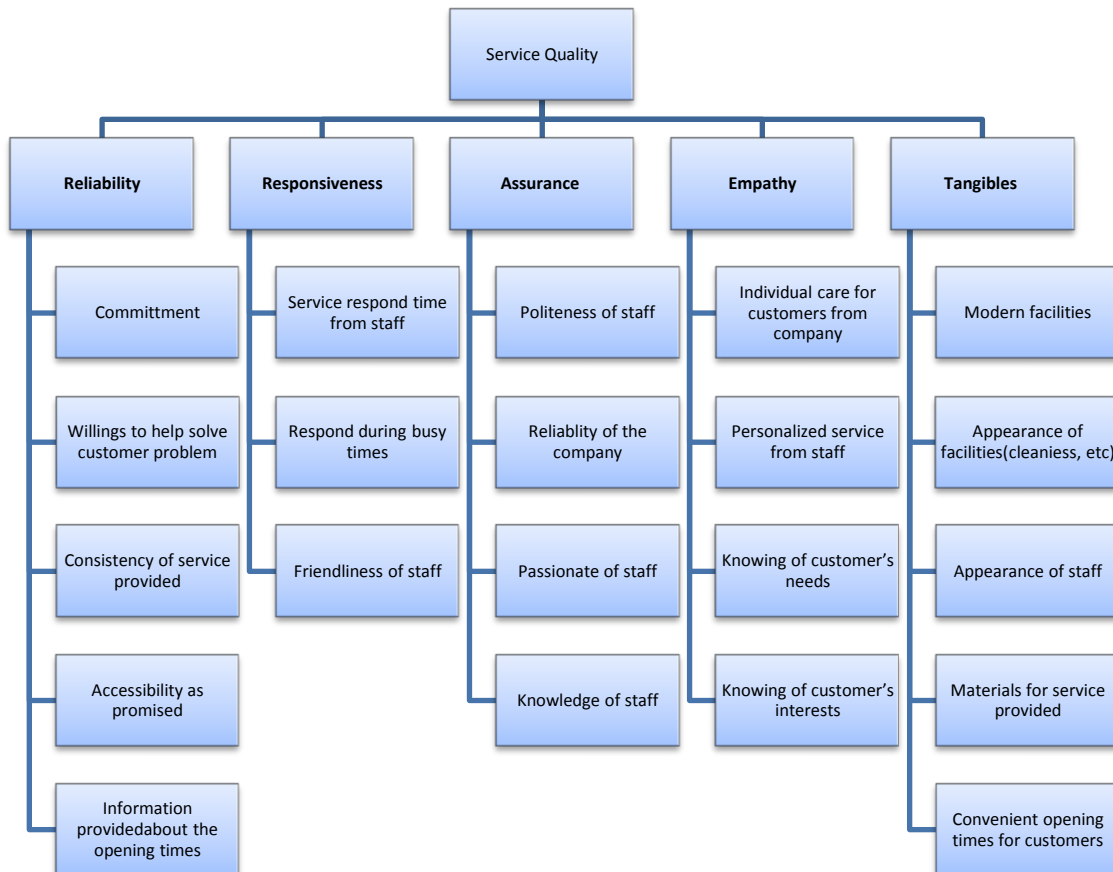 Service Quality
Reliability
Responsiveness
Assurance
Empathy
Tangibles
Committment
Willings to help solve
customer problem
Consistency of service
provided
Accessibility as
promised
Information
providedabout the
opening times
Service respond time
from staff
Respond during busy
times
Friendliness of staff
Politeness of staff
Reliablity of the
company
Passionate of staff
Knowledge of staff
Individual care for
customers from
company
Personalized service
from staff
Knowing of customer’s
needs
Knowing of customer’s
interests
Modern facilities
Appearance of
facilities(cleaniess, etc)
Appearance of staff
Materials for service
provided
Convenient opening
times for customers